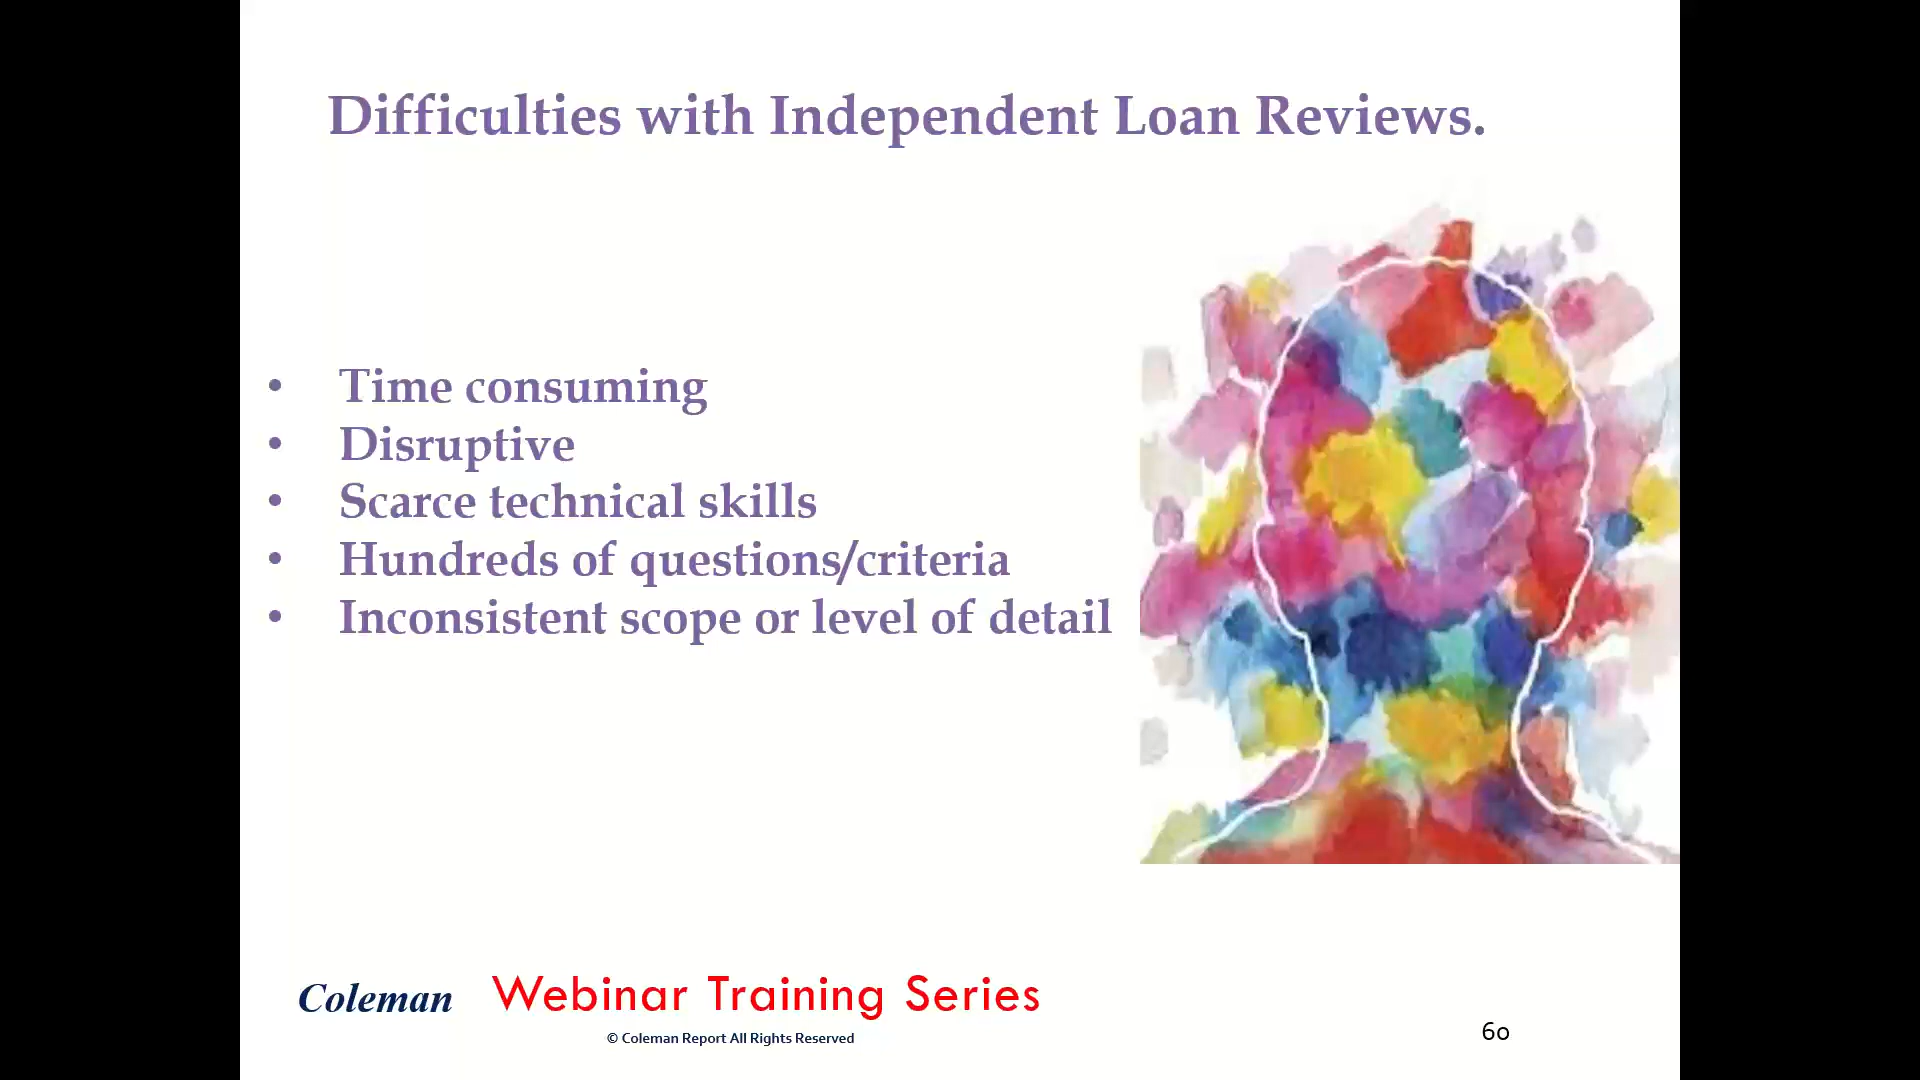 Difficulties with Independent Loan Reviews.
• Time consuming
• Disruptive
• Scarce technical skills
• Hundreds of questions/criteria
• Inconsistent scope or level of detail
Coleman Webinar Training Series
© Coleman Report All Rights Reserved
60